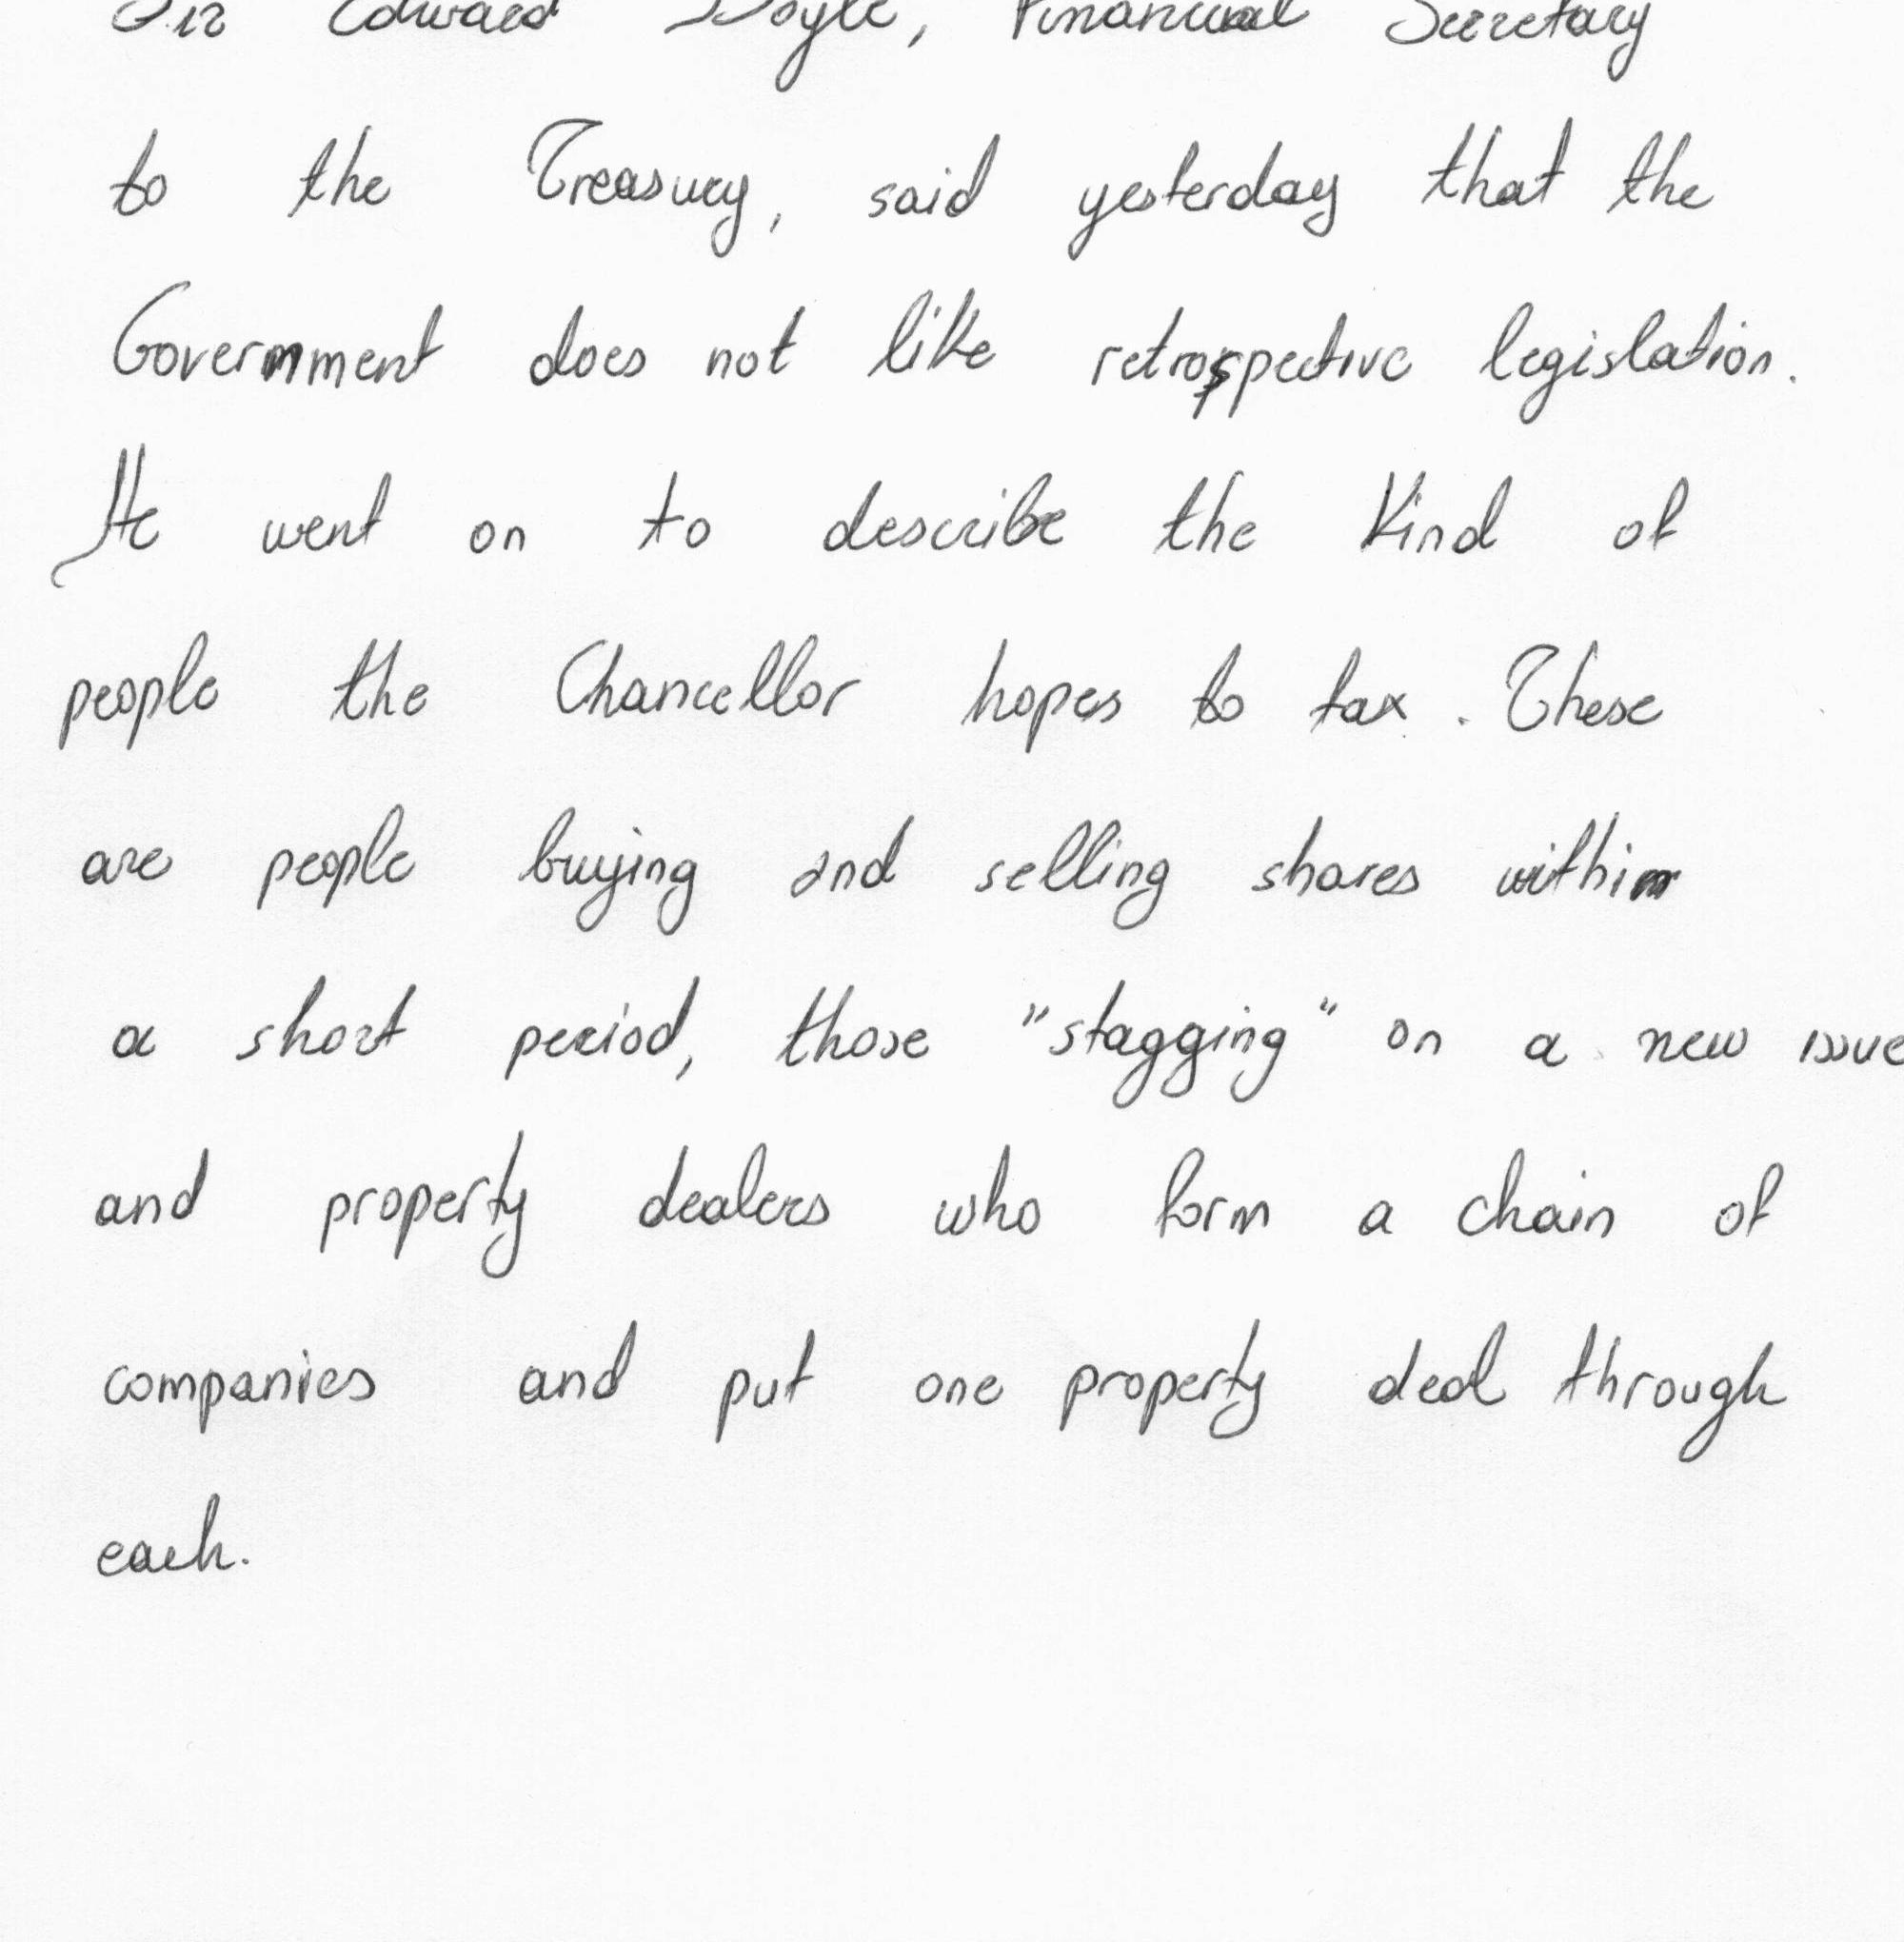 Sir Edward Doyle, Financial Secretary
to the Treasury, said yesterday that the
Government does not like retrospective legislation.
He went on to describe the kind of
people the Chancellor hopes to tax. These
are people buying and selling shares within
a short period, those "stagging" on a new issue
and property dealers who form a chain of
companies and put one property deal through
each.